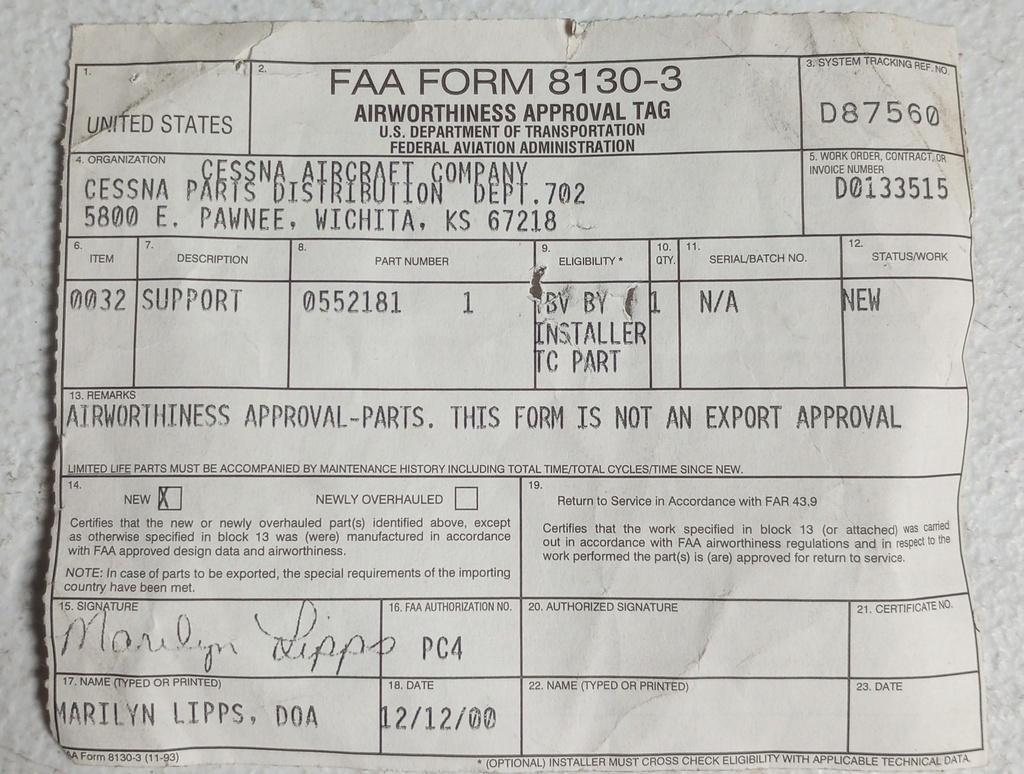 1.
UNITED STATES
2.
FAA FORM 8130-3
AIRWORTHINESS APPROVAL TAG
U.S. DEPARTMENT OF TRANSPORTATION
FEDERAL AVIATION ADMINISTRATION
3. SYSTEM TRACKING REF. NO.
D87560
4. ORGANIZATION
CESSNA AIRCRAFT COMPANY
CESSNA PARTS DISTRIBUTION DEPT.702
5800 E. PAWNEE, WICHITA, KS 67218
5. WORK ORDER, CONTRACT, OR
INVOICE NUMBER
D0133515
6.
ITEM
7.
DESCRIPTION
8.
PART NUMBER
9.
ELIGIBILITY *
10.
QTY.
11.
SERIAL/BATCH NO.
12.
STATUS/WORK
0032 SUPPORT 0552181 1 BV BY 1 N/A NEW
INSTALLER
TC PART
13. REMARKS
AIRWORTHINESS APPROVAL-PARTS. THIS FORM IS NOT AN EXPORT APPROVAL
LIMITED LIFE PARTS MUST BE ACCOMPANIED BY MAINTENANCE HISTORY INCLUDING TOTAL TIME/TOTAL CYCLES/TIME SINCE NEW.
14.
NEW X NEWLY OVERHAULED
Certifies that the new or newly overhauled part(s) identified above, except
as otherwise specified in block 13 was (were) manufactured in accordance
with FAA approved design data and airworthiness.
NOTE: In case of parts to be exported, the special requirements of the importing
country have been met.
19.
Return to Service in Accordance with FAR 43.9
Certifies that the work specified in block 13 (or attached) was carried
out in accordance with FAA airworthiness regulations and in respect to the
work performed the part(s) is (are) approved for return to service.
15. SIGNATURE
Marilyn Lipps
16. FAA AUTHORIZATION NO.
PC4
20. AUTHORIZED SIGNATURE
21. CERTIFICATE NO.
17. NAME (TYPED OR PRINTED)
MARILYN LIPPS, DOA
18. DATE
12/12/00
22. NAME (TYPED OR PRINTED)
23. DATE
AA Form 8130-3 (11-93)
* (OPTIONAL) INSTALLER MUST CROSS CHECK ELIGIBILITY WITH APPLICABLE TECHNICAL DATA.